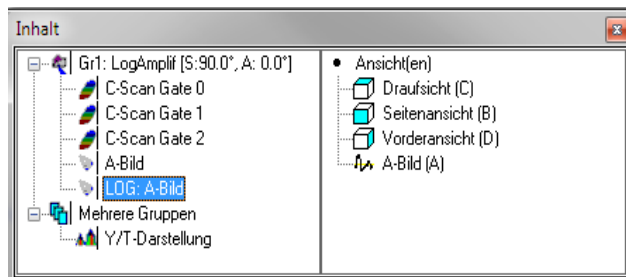 Inhalt
Gr1: LogAmplif [S:90.0°, A: 0.0°]
C-Scan Gate 0
C-Scan Gate 1
C-Scan Gate 2
A-Bild
LOG: A-Bild
Mehrere Gruppen
Y/T-Darstellung
Ansicht(en)
Draufsicht (C)
Seitenansicht (B)
Vorderansicht (D)
A-Bild (A)